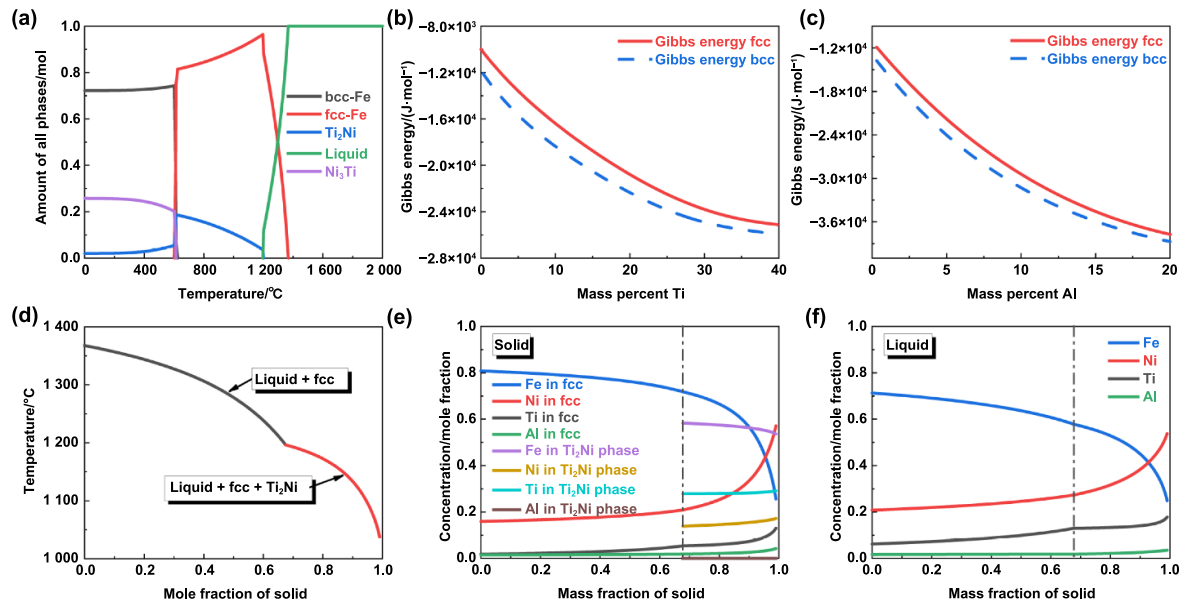 (a)
1.0
0.8
0.6
0.4
0.2
0.0
Amount of all phases/mol
bcc-Fe
fcc-Fe
Ti₂Ni
Liquid
Ni₃Ti
0
400
800
1200
1 600
2 000
Temperature/°C
(b)
−8.0×10³
−1.2×10⁴
−1.6×10⁴
−2.0×10⁴
−2.4×10⁴
−2.8×10⁴
Gibbs energy/(J·mol⁻¹)
Gibbs energy fcc
Gibbs energy bcc
0
10
20
30
40
Mass percent Ti
(c)
−1.2×10⁴
−1.8×10⁴
−2.4×10⁴
−3.0×10⁴
−3.6×10⁴
Gibbs energy/(J·mol⁻¹)
Gibbs energy fcc
Gibbs energy bcc
0
5
10
15
20
Mass percent Al
(d)
1 400
1 300
1 200
1 100
1 000
Temperature/°C
Liquid + fcc
Liquid + fcc + Ti₂Ni
0.0
0.2
0.4
0.6
0.8
1.0
Mole fraction of solid
(e)
1.0
0.8
0.6
0.4
0.2
0.0
Concentration/mole fraction
Solid
Fe in fcc
Ni in fcc
Ti in fcc
Al in fcc
Fe in Ti₂Ni phase
Ni in Ti₂Ni phase
Ti in Ti₂Ni phase
Al in Ti₂Ni phase
0.0
0.2
0.4
0.6
0.8
1.0
Mass fraction of solid
(f)
1.0
0.8
0.6
0.4
0.2
0.0
Concentration/mole fraction
Liquid
Fe
Ni
Ti
Al
0.0
0.2
0.4
0.6
0.8
1.0
Mass fraction of solid